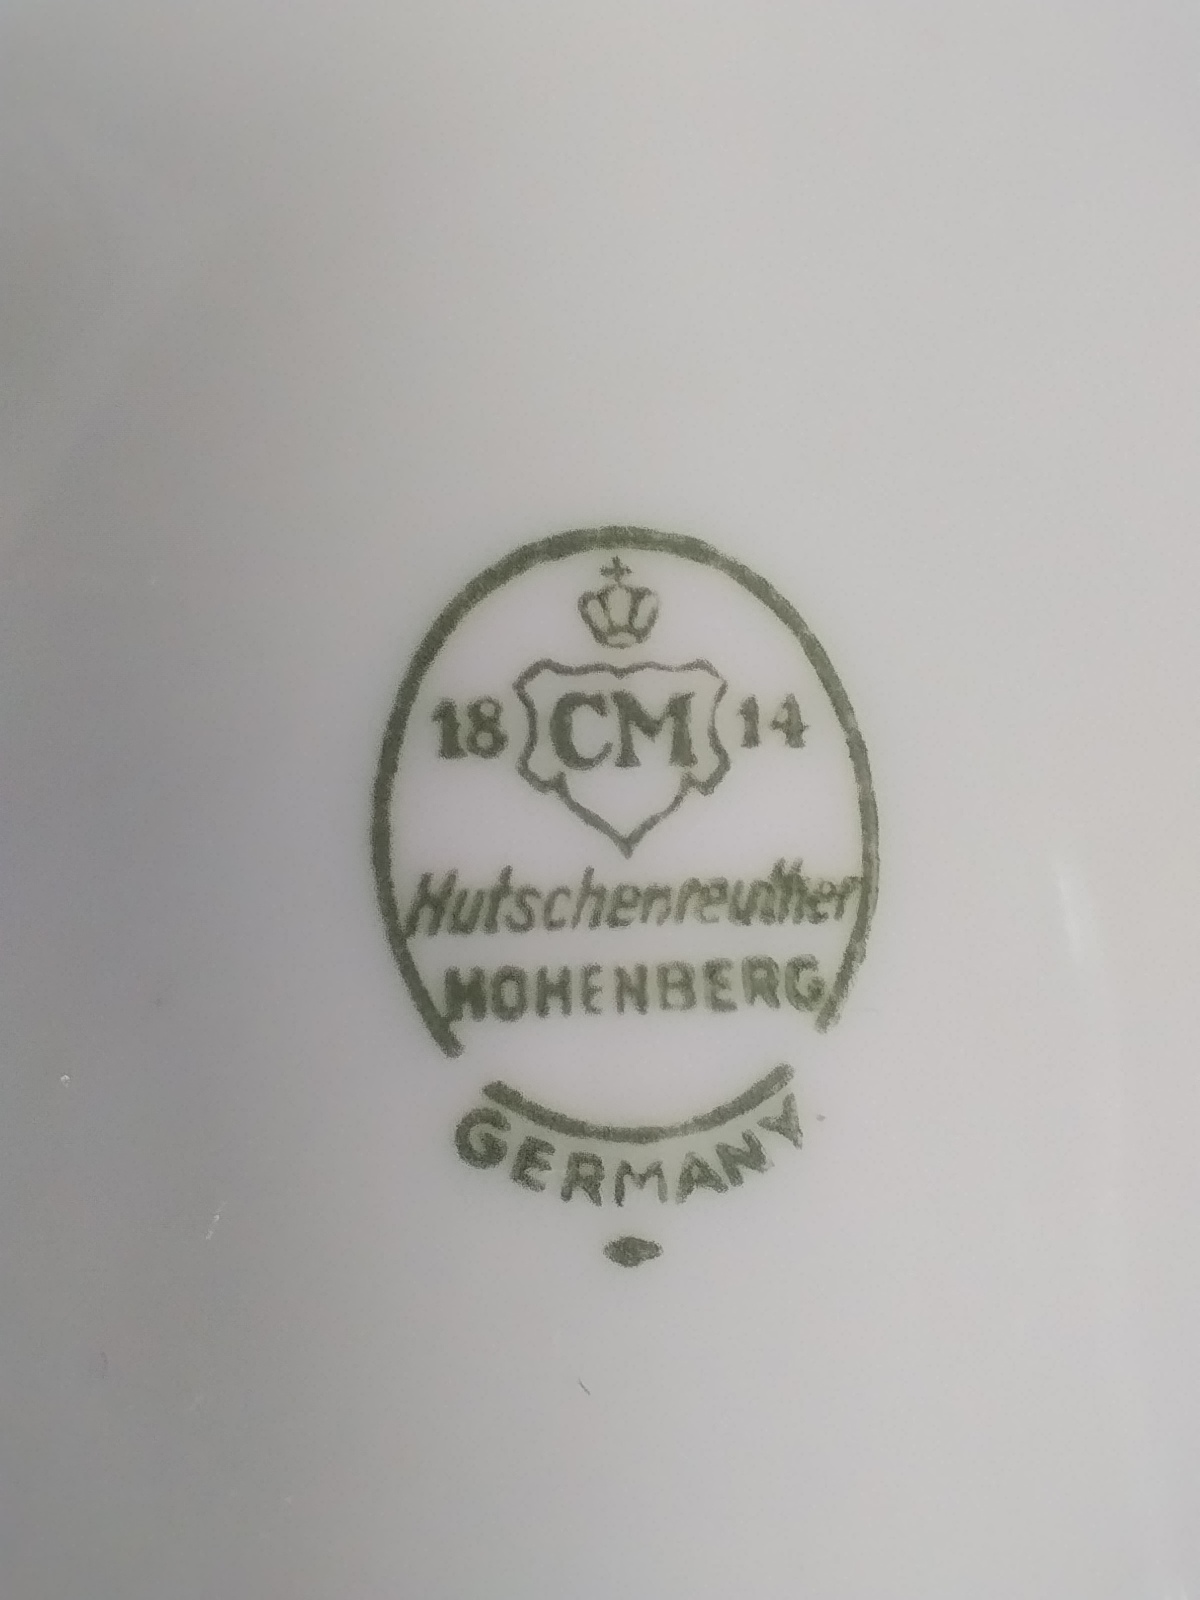 18 CM 14
Hutschenreuther
HOHENBERG
GERMANY